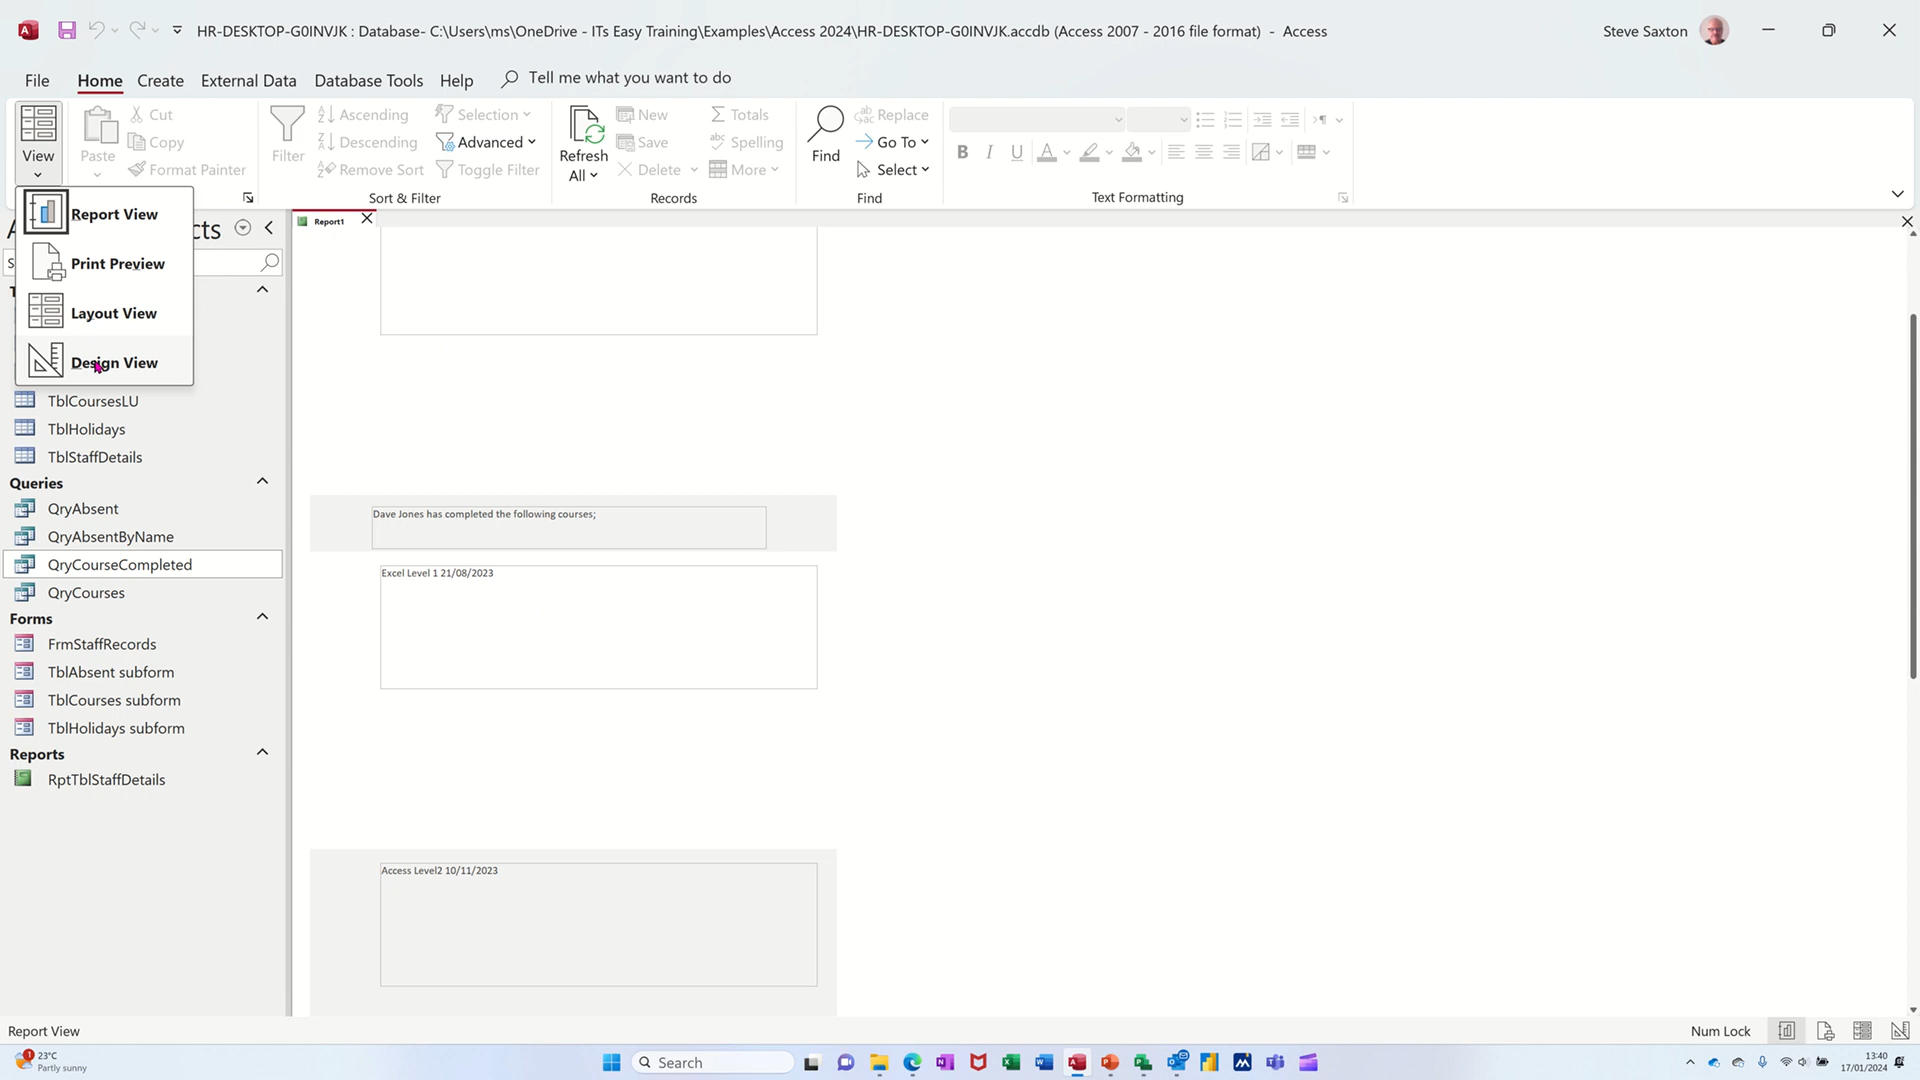 HR-DESKTOP-G0INVJK : Database- C:\Users\ms\OneDrive - ITs Easy Training\Examples\Access 2024\HR-DESKTOP-G0INVJK.accdb (Access 2007 - 2016 file format) - Access
Steve Saxton
File
Home
Create
External Data
Database Tools
Help
Tell me what you want to do
View
Paste
Cut
Copy
Format Painter
Filter
Ascending
Descending
Remove Sort
Selection
Advanced
Toggle Filter
Sort & Filter
Refresh
All
New
Save
Delete
Totals
Spelling
More
Records
Find
Replace
Go To
Select
Find
Text Formatting
Report View
Print Preview
Layout View
Design View
cts
Report1
TblCoursesLU
TblHolidays
TblStaffDetails
Queries
QryAbsent
QryAbsentByName
QryCourseCompleted
QryCourses
Forms
FrmStaffRecords
TblAbsent subform
TblCourses subform
TblHolidays subform
Reports
RptTblStaffDetails
Dave Jones has completed the following courses;
Excel Level 1 21/08/2023
Access Level2 10/11/2023
Report View
Num Lock
1
23°C
Partly sunny
Search
13:40
17/01/2024